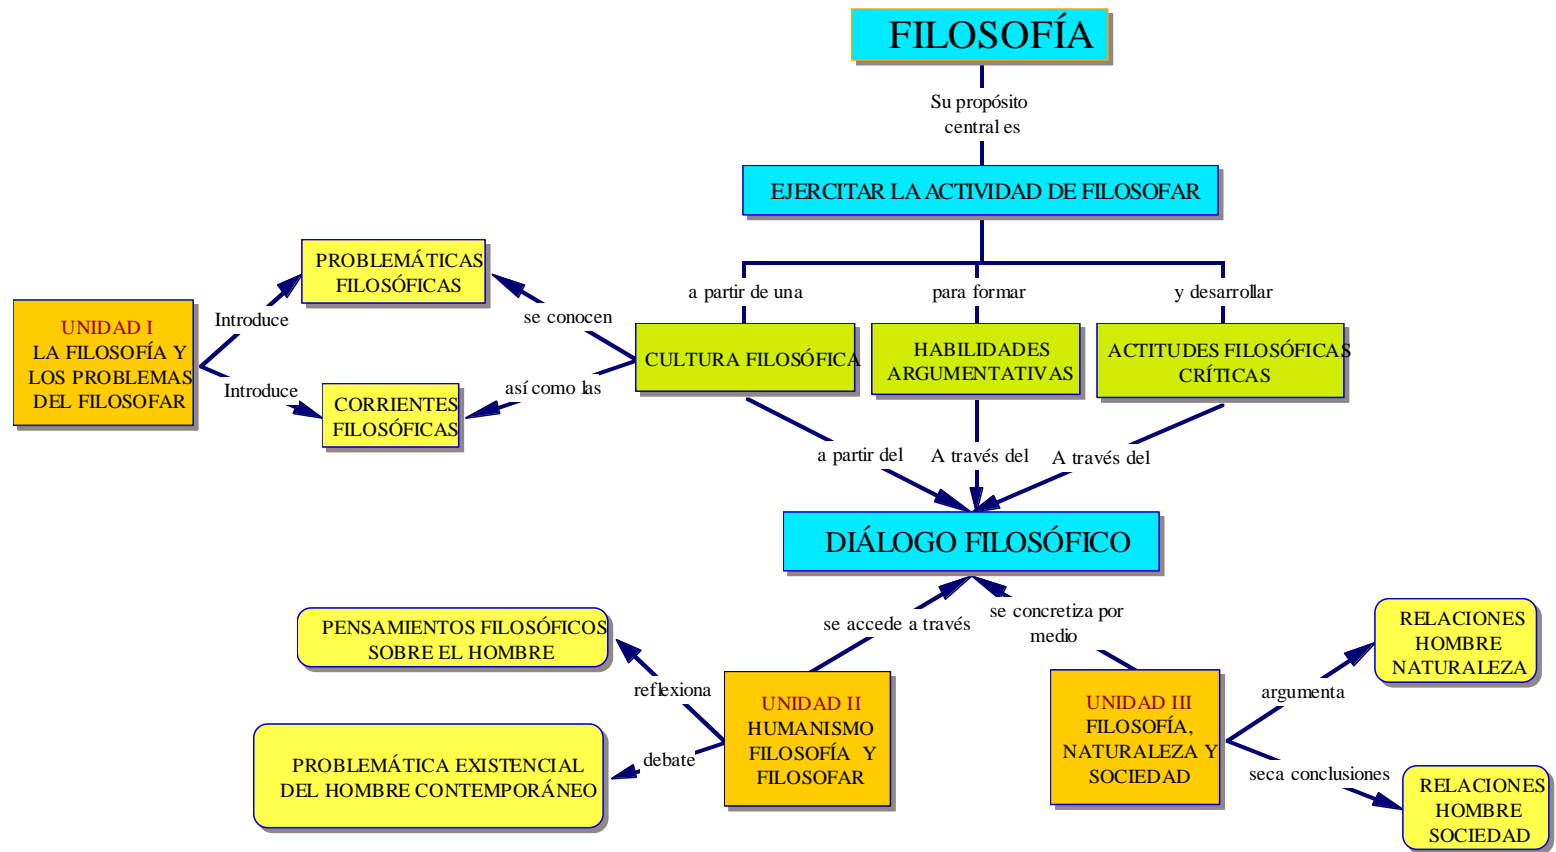 FILOSOFÍA
Su propósito
central es
EJERCITAR LA ACTIVIDAD DE FILOSOFAR
a partir de una
para formar
y desarrollar
PROBLEMÁTICAS
FILOSÓFICAS
UNIDAD I
LA FILOSOFÍA Y
LOS PROBLEMAS
DEL FILOSOFAR
Introduce
Introduce
se conocen
así como las
CORRIENTES
FILOSÓFICAS
CULTURA FILOSÓFICA
HABILIDADES
ARGUMENTATIVAS
ACTITUDES FILOSÓFICAS
CRÍTICAS
a partir del
A través del
A través del
DIÁLOGO FILOSÓFICO
se accede a través
se concretiza por
medio
PENSAMIENTOS FILOSÓFICOS
SOBRE EL HOMBRE
reflexiona
debate
PROBLEMÁTICA EXISTENCIAL
DEL HOMBRE CONTEMPORÁNEO
UNIDAD II
HUMANISMO
FILOSOFÍA Y
FILOSOFAR
UNIDAD III
FILOSOFÍA,
NATURALEZA Y
SOCIEDAD
argumenta
seca conclusiones
RELACIONES
HOMBRE
NATURALEZA
RELACIONES
HOMBRE
SOCIEDAD